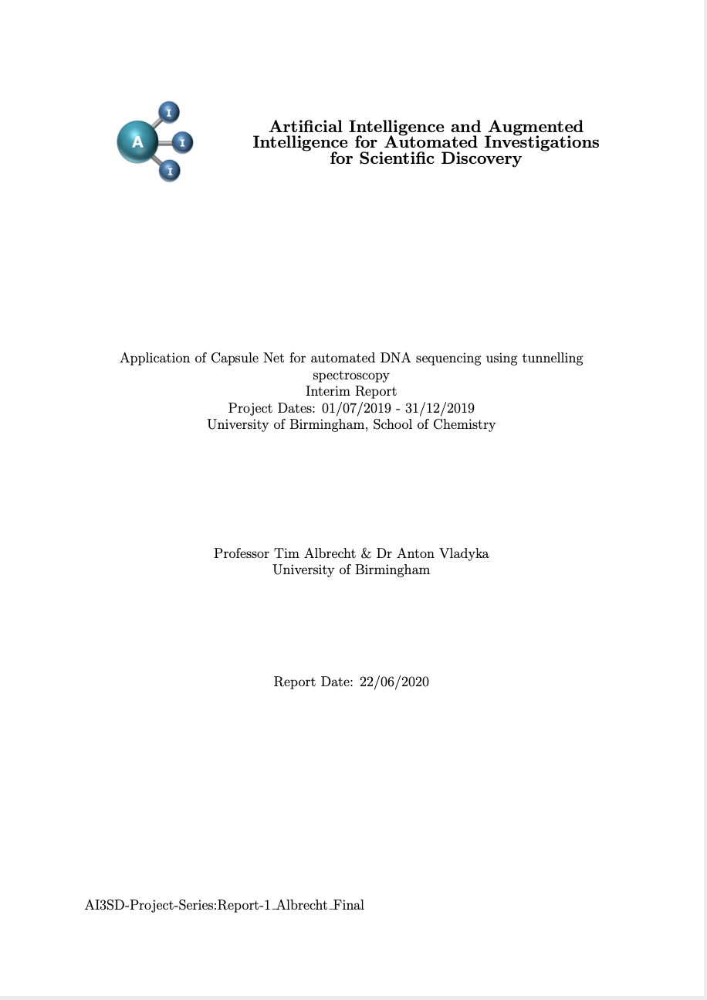 A
I
I
I
Artificial Intelligence and Augmented
Intelligence for Automated Investigations
for Scientific Discovery
Application of Capsule Net for automated DNA sequencing using tunnelling
spectroscopy
Interim Report
Project Dates: 01/07/2019 - 31/12/2019
University of Birmingham, School of Chemistry
Professor Tim Albrecht & Dr Anton Vladyka
University of Birmingham
Report Date: 22/06/2020
AI3SD-Project-Series:Report-1_Albrecht_Final